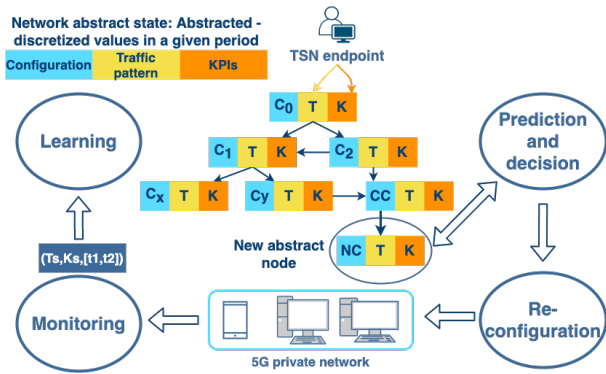 Network abstract state: Abstracted -
discretized values in a given period
Configuration Traffic pattern KPIs
TSN endpoint
C0 T K
Learning
Prediction and
decision
C1 T K C2 T K
Cx T K Cy T K CC T K
(Ts,Ks,[t1,t2])
New abstract
node
NC T K
Monitoring
Re-
configuration
5G private network